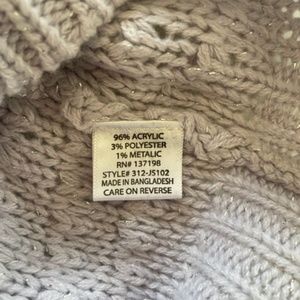 96% ACRYLIC
3% POLYESTER
1% METALIC
RN# 137198
STYLE# 312-J5102
MADE IN BANGLADESH
CARE ON REVERSE